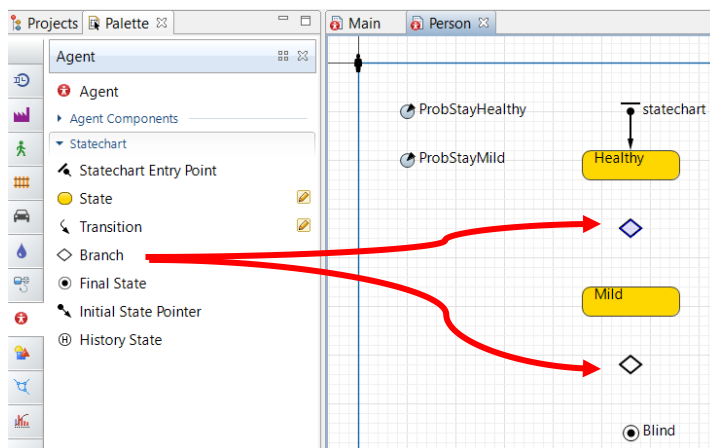 Projects Palette
Main Person
Agent
Agent
Agent Components
Statechart
Statechart Entry Point
State
Transition
Branch
Final State
Initial State Pointer
H History State
ProbStayHealthy
statechart
ProbStayMild
Healthy
Mild
Blind